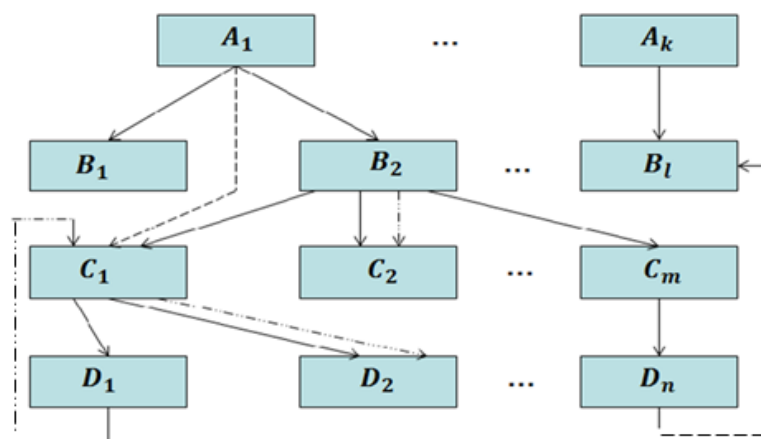 A₁ ... Aₖ
B₁ B₂ ... Bₗ
C₁ C₂ ... Cₘ
D₁ D₂ ... Dₙ